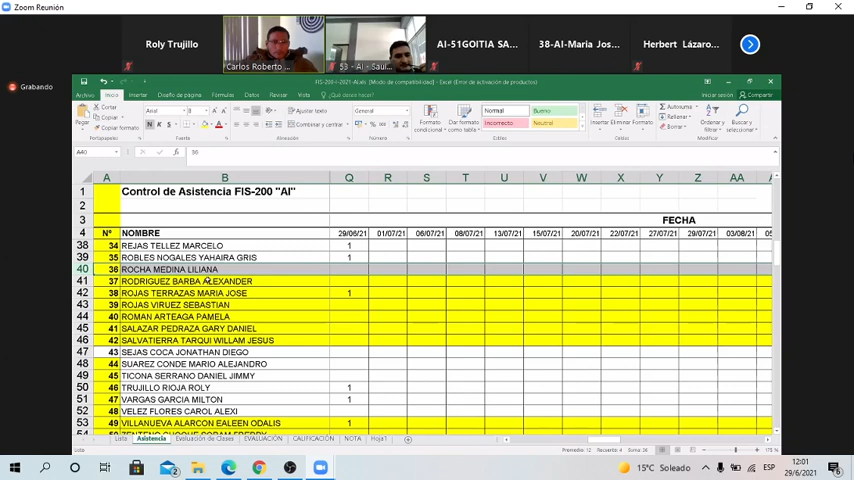 Zoom Reunión
Roly Trujillo
Carlos Roberto ...
53 - AI - Saul...
AI-51GOITIA SA...
38-AI-Maria Jos...
Herbert Lázaro...
Grabando
FIS-200-I-2021-AI.xls [Modo de compatibilidad] - Excel (Error de activación de productos)
Archivo Inicio Insertar Diseño de página Fórmulas Datos Revisar Vista ¿Qué desea hacer? Iniciar sesión Compartir
Pegar
Cortar
Copiar
Copiar formato
Arial
8
N K S
Ajustar texto
Combinar y centrar
General
Formato condicional
Dar formato como tabla
Normal Bueno
Incorrecto Neutral
Insertar Eliminar Formato
Autosuma
Rellenar
Borrar
Ordenar y filtrar
Buscar y seleccionar
Portapapeles Fuente Alineación Número Estilos Celdas Modificar
A40 fx 36
A B Q R S T U V W X Y Z AA
1 Control de Asistencia FIS-200 "AI"
2
3 FECHA
4 Nº NOMBRE 29/06/21 01/07/21 06/07/21 08/07/21 13/07/21 15/07/21 20/07/21 22/07/21 27/07/21 29/07/21 03/08/21 05
38 34 REJAS TELLEZ MARCELO 1
39 35 ROBLES NOGALES YAHAIRA GRIS 1
40 36 ROCHA MEDINA LILIANA
41 37 RODRIGUEZ BARBA ALEXANDER
42 38 ROJAS TERRAZAS MARIA JOSE 1
43 39 ROJAS VIRUEZ SEBASTIAN
44 40 ROMAN ARTEAGA PAMELA
45 41 SALAZAR PEDRAZA GARY DANIEL
46 42 SALVATIERRA TARQUI WILLAM JESUS
47 43 SEJAS COCA JONATHAN DIEGO
48 44 SUAREZ CONDE MARIO ALEJANDRO
49 45 TICONA SERRANO DANIEL JIMMY
50 46 TRUJILLO RIOJA ROLY 1
51 47 VARGAS GARCIA MILTON 1
52 48 VELEZ FLORES CAROL ALEXI
53 49 VILLANUEVA ALARCON EALEEN ODALIS 1
Lista Asistencia Evaluación de Clases EVALUACIÓN CALIFICACIÓN NOTA Hoja1
Listo Promedio: 12 Recuento: 4 Suma: 36 175 %
15°C Soleado ESP 12:01
29/6/2021